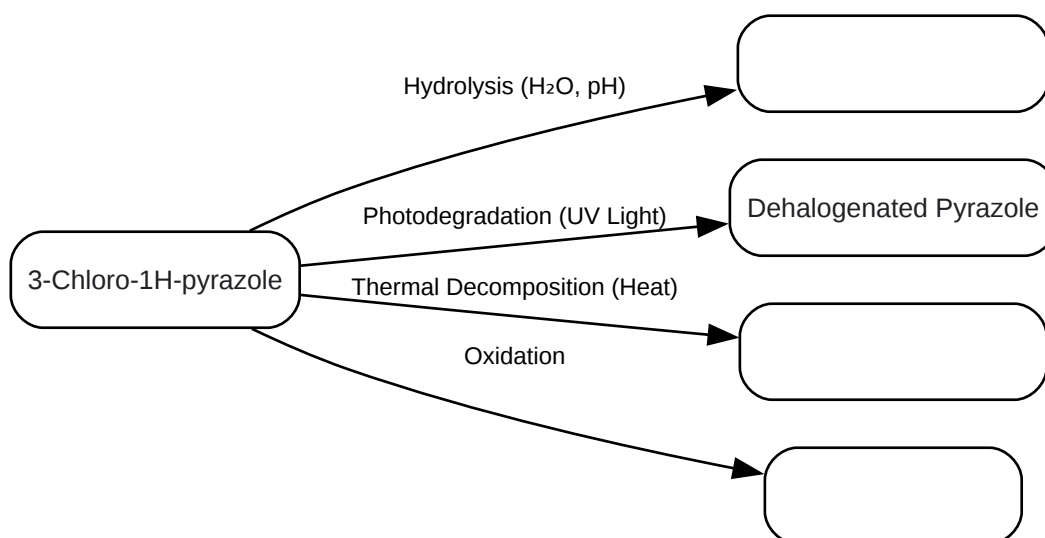 Hydrolysis (H₂O, pH)
Photodegradation (UV Light)
Dehalogenated Pyrazole
3-Chloro-1H-pyrazole
Thermal Decomposition (Heat)
Oxidation